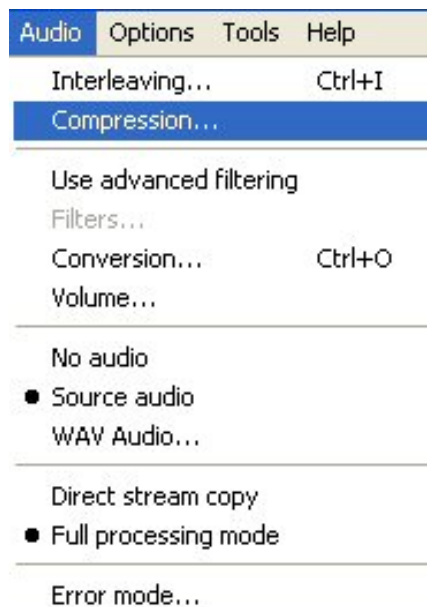 Audio Options Tools Help
Interleaving... Ctrl+I
Compression...
Use advanced filtering
Filters...
Conversion... Ctrl+O
Volume...
No audio
Source audio
WAV Audio...
Direct stream copy
Full processing mode
Error mode...